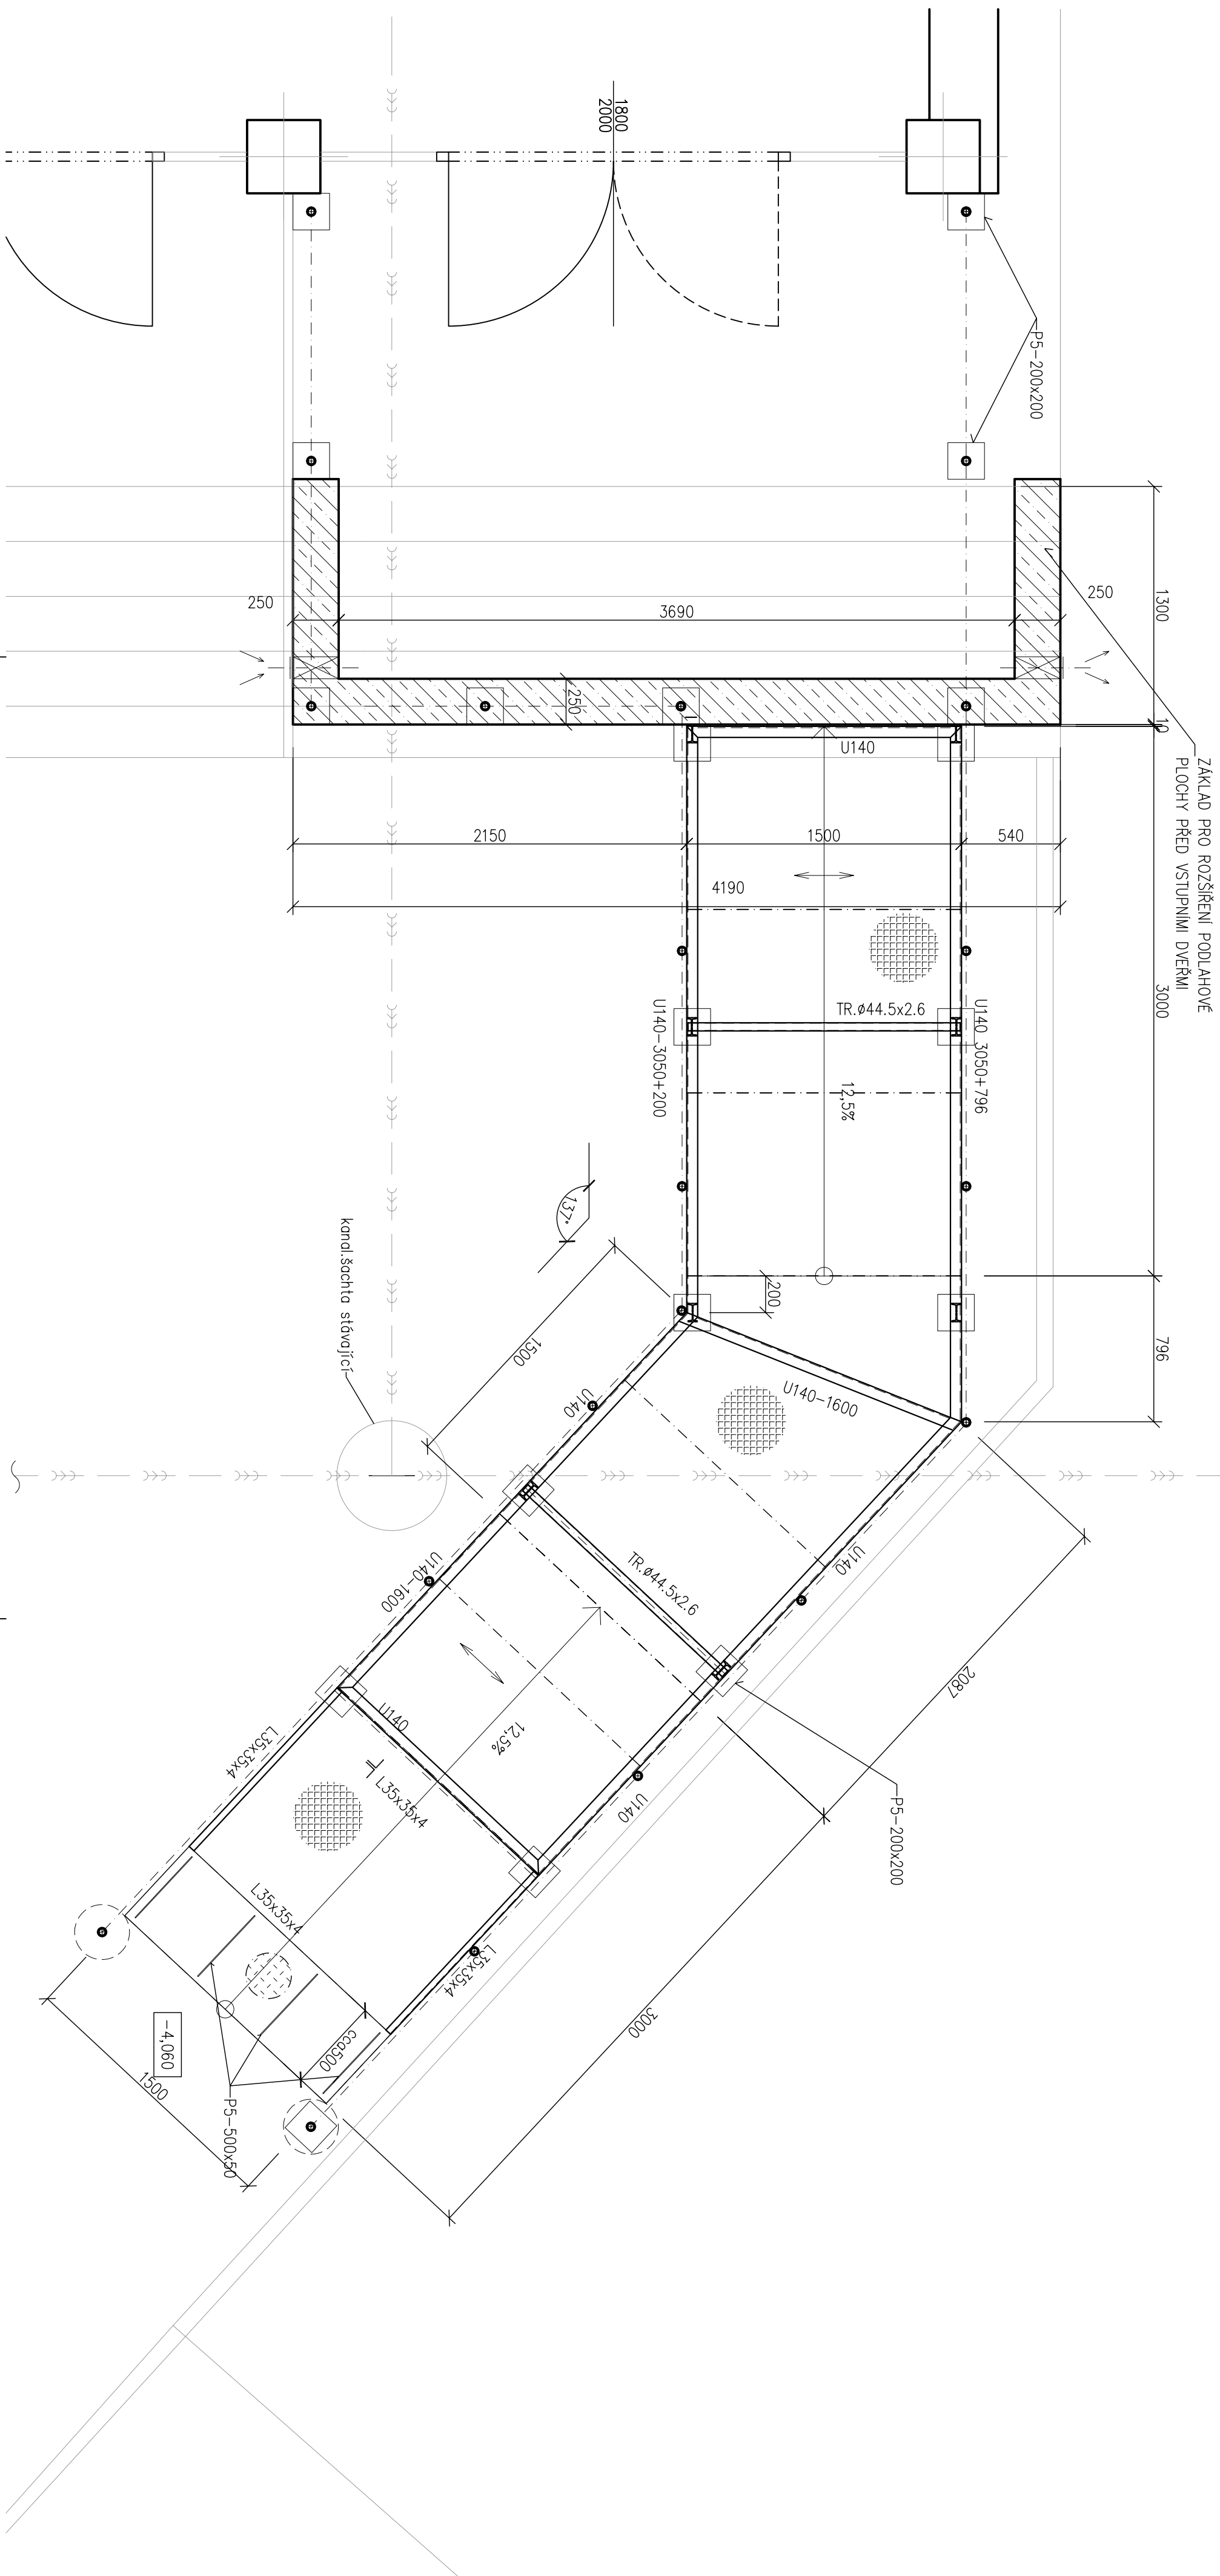 1800
2000
P5-200x200
ZÁKLAD PRO ROZŠÍŘENÍ PODLAHOVÉ
PLOCHY PŘED VSTUPNÍMI DVEŘMI
1300
10
3000
796
250
250
3690
250
U140
2150
1500
540
4190
TR.ø44.5x2.6
U140 3050+796
U140-3050+200
12,5%
137°
200
kanal.šachta stávající
1500
U140
U140-1600
U140
TR.ø44.5x2.6
U140-1600
2087
P5-200x200
U140
U140
12,5%
L35x35x4
L35x35x4
L35x35x4
L35x35x4
3000
cca500
-4,060
1500
P5-500x50